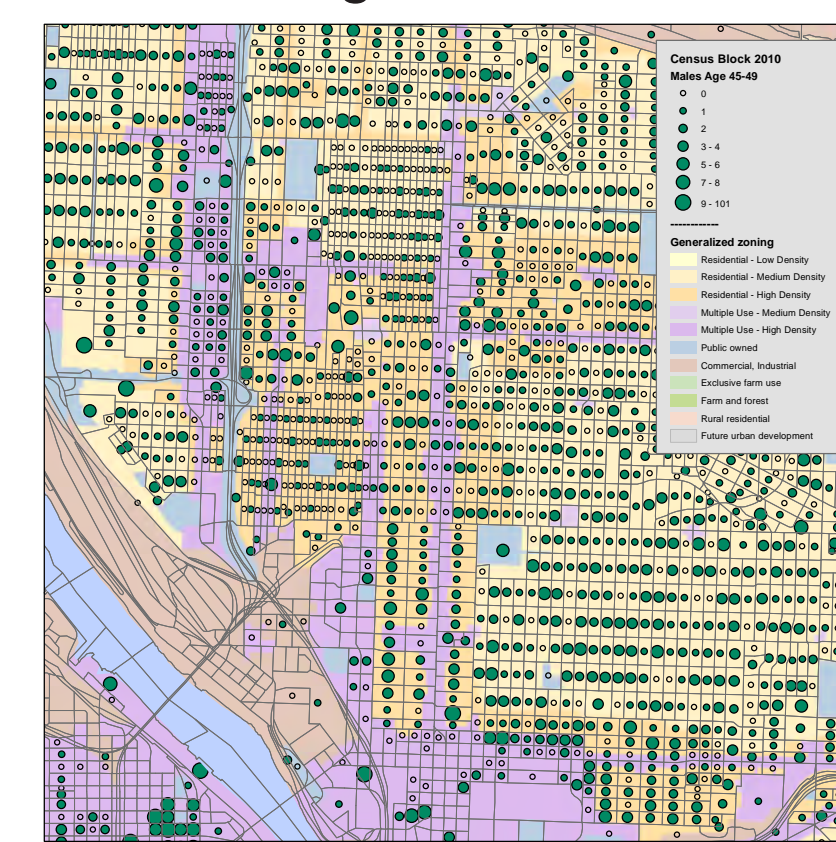 Census Block 2010
Males Age 45-49
0
1
2
3 - 4
5 - 6
7 - 8
9 - 101
------------
Generalized zoning
Residential - Low Density
Residential - Medium Density
Residential - High Density
Multiple Use - Medium Density
Multiple Use - High Density
Public owned
Commercial, Industrial
Exclusive farm use
Farm and forest
Rural residential
Future urban development